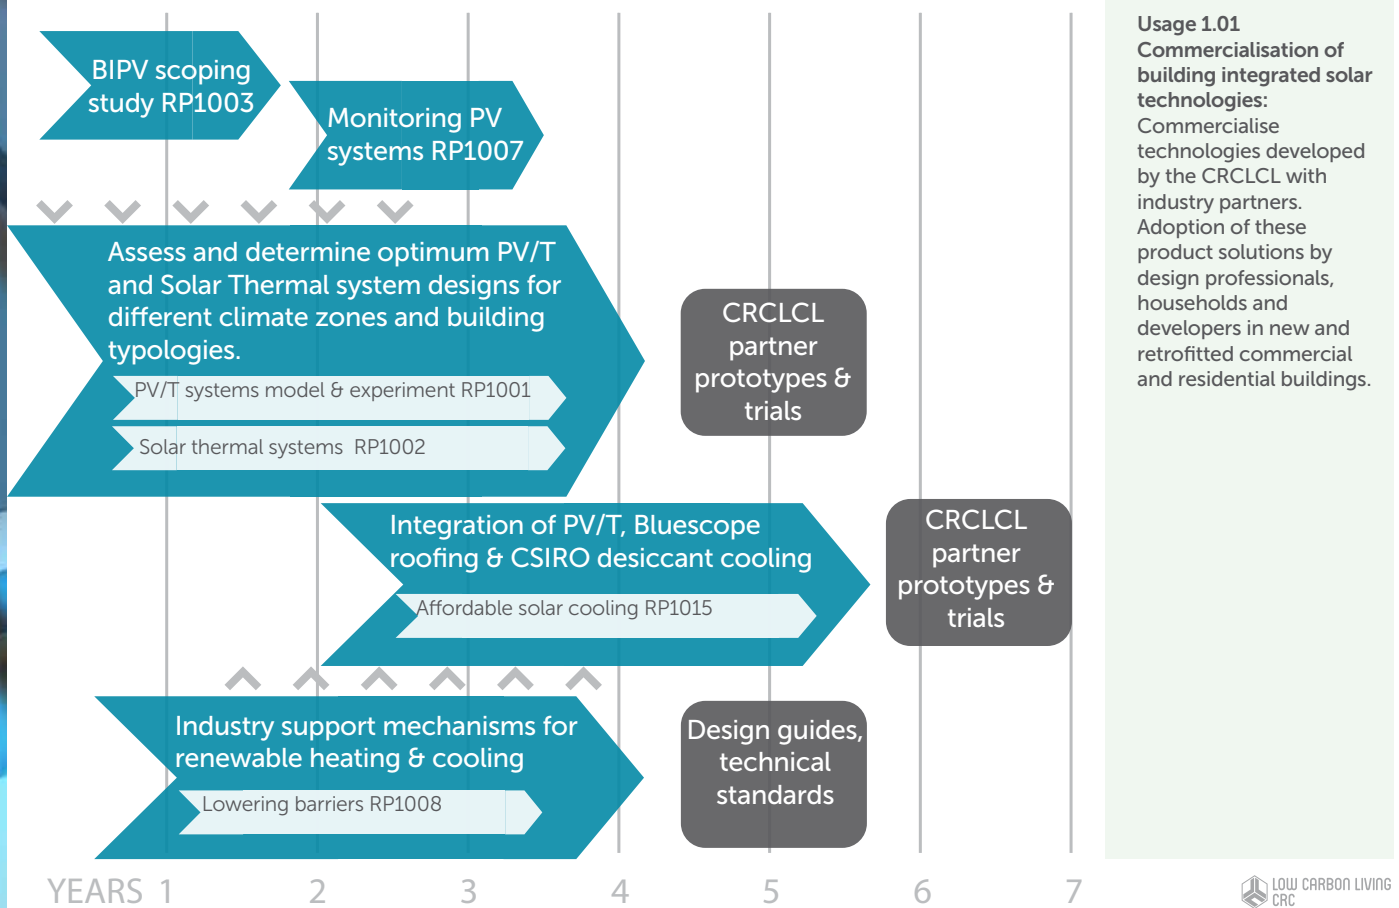 BIPV scoping
study RP1003
Monitoring PV
systems RP1007
Assess and determine optimum PV/T
and Solar Thermal system designs for
different climate zones and building
typologies.
PV/T systems model & experiment RP1001
Solar thermal systems RP1002
CRCLCL
partner
prototypes &
trials
Integration of PV/T, Bluescope
roofing & CSIRO desiccant cooling
Affordable solar cooling RP1015
CRCLCL
partner
prototypes &
trials
Industry support mechanisms for
renewable heating & cooling
Lowering barriers RP1008
Design guides,
technical
standards
YEARS 1 2 3 4 5 6 7
Usage 1.01
Commercialisation of
building integrated solar
technologies:
Commercialise
technologies developed
by the CRCLCL with
industry partners.
Adoption of these
product solutions by
design professionals,
households and
developers in new and
retrofitted commercial
and residential buildings.
LOW CARBON LIVING
CRC